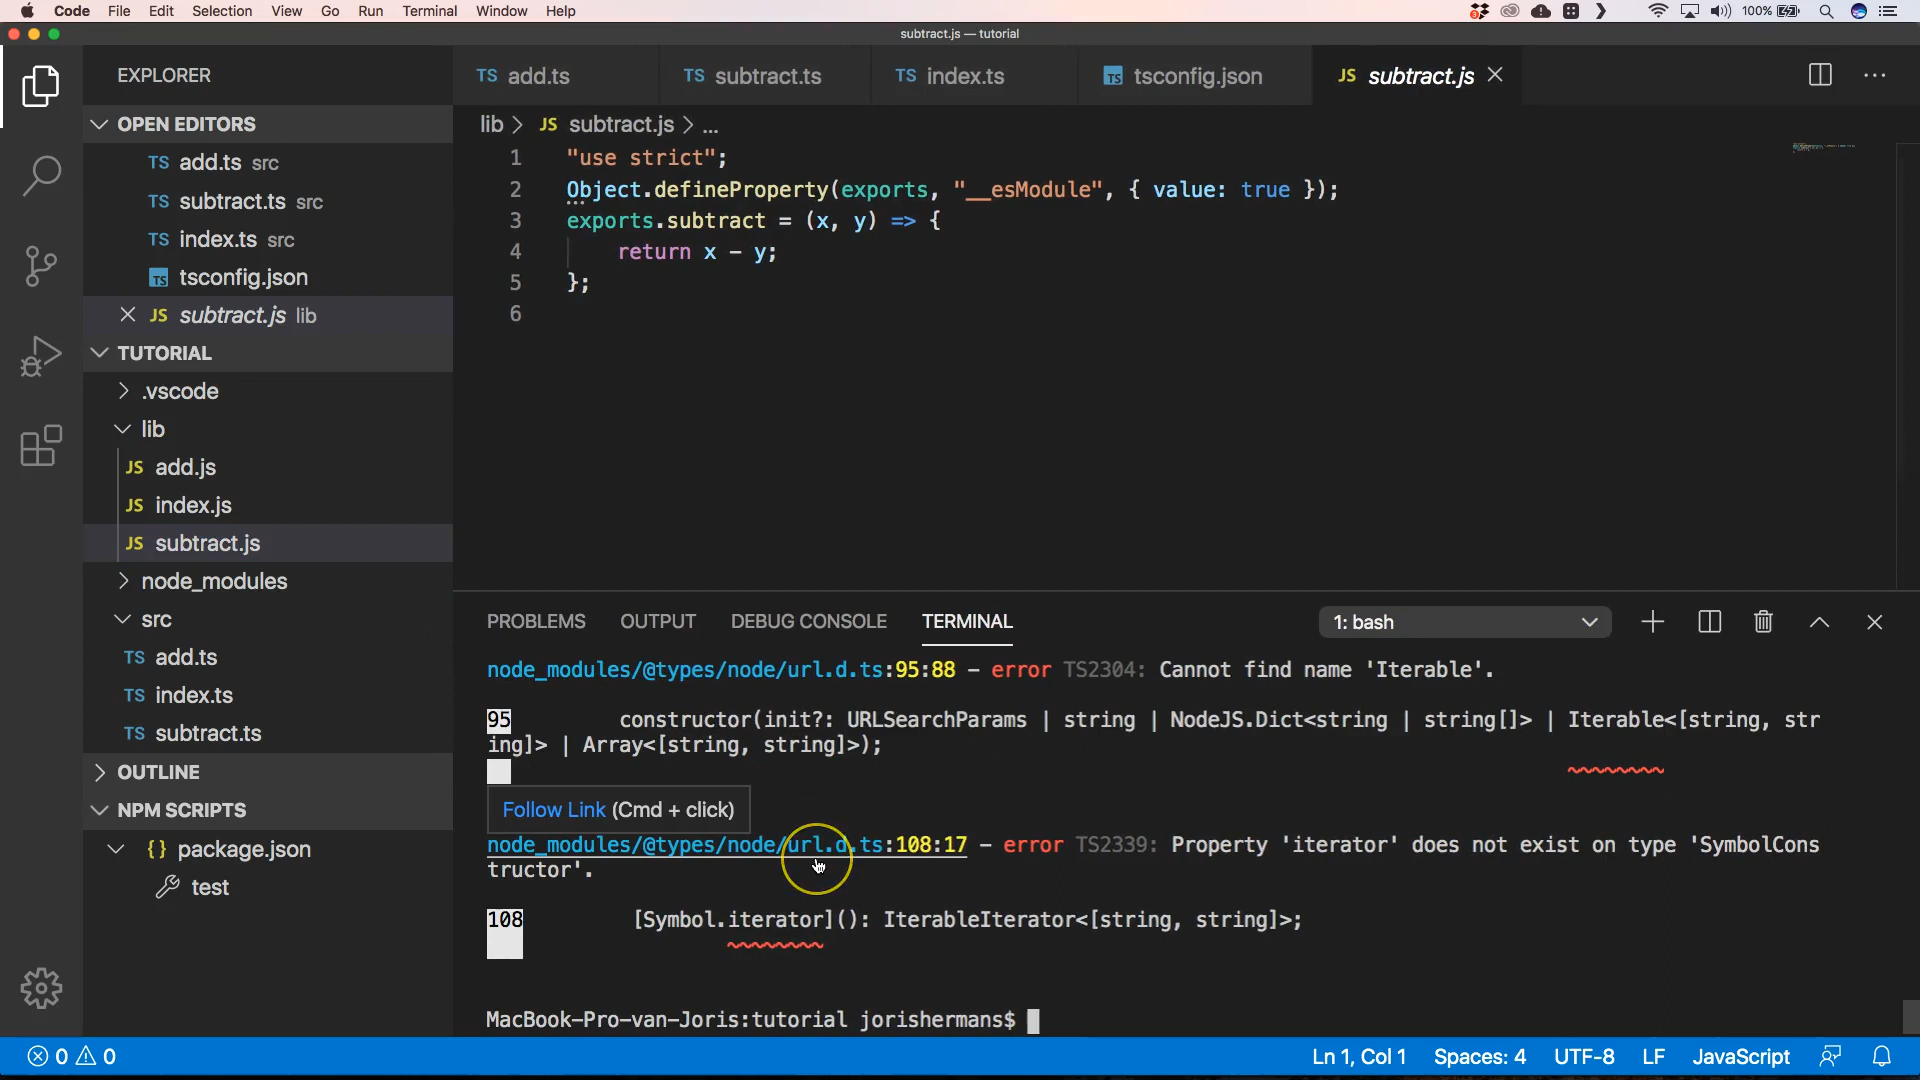 Code File Edit Selection View Go Run Terminal Window Help
3
100%
subtract.js — tutorial
EXPLORER
TS add.ts
TS subtract.ts
TS index.ts
TS tsconfig.json
JS subtract.js
OPEN EDITORS
TS add.ts src
TS subtract.ts src
TS index.ts src
TS tsconfig.json
JS subtract.js lib
TUTORIAL
.vscode
lib
JS add.js
JS index.js
JS subtract.js
node_modules
src
TS add.ts
TS index.ts
TS subtract.ts
OUTLINE
NPM SCRIPTS
{} package.json
test
lib > JS subtract.js > ...
1 "use strict";
2 Object.defineProperty(exports, "__esModule", { value: true });
3 exports.subtract = (x, y) => {
4 return x - y;
5 };
6
PROBLEMS OUTPUT DEBUG CONSOLE TERMINAL 1: bash
node_modules/@types/node/url.d.ts:95:88 - error TS2304: Cannot find name 'Iterable'.
95 constructor(init?: URLSearchParams | string | NodeJS.Dict<string | string[]> | Iterable<[string, str
ing]> | Array<[string, string]>);
Follow Link (Cmd + click)
node_modules/@types/node/url.d.ts:108:17 - error TS2339: Property 'iterator' does not exist on type 'SymbolCons
tructor'.
108 [Symbol.iterator](): IterableIterator<[string, string]>;
MacBook-Pro-van-Joris:tutorial jorishermans$
0 0 Ln 1, Col 1 Spaces: 4 UTF-8 LF JavaScript